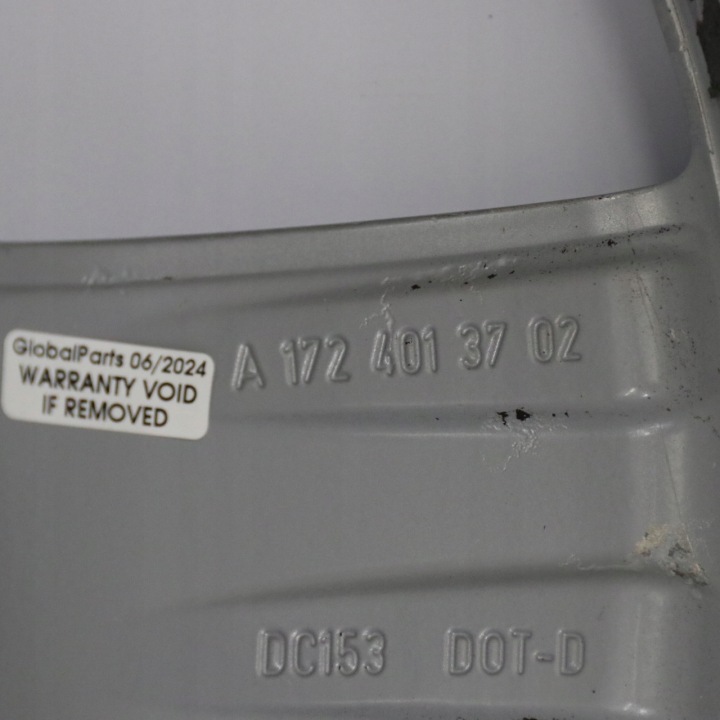 GlobalParts 06/2024
WARRANTY VOID
IF REMOVED
A 172 401 37 02
DC153 DOT-D